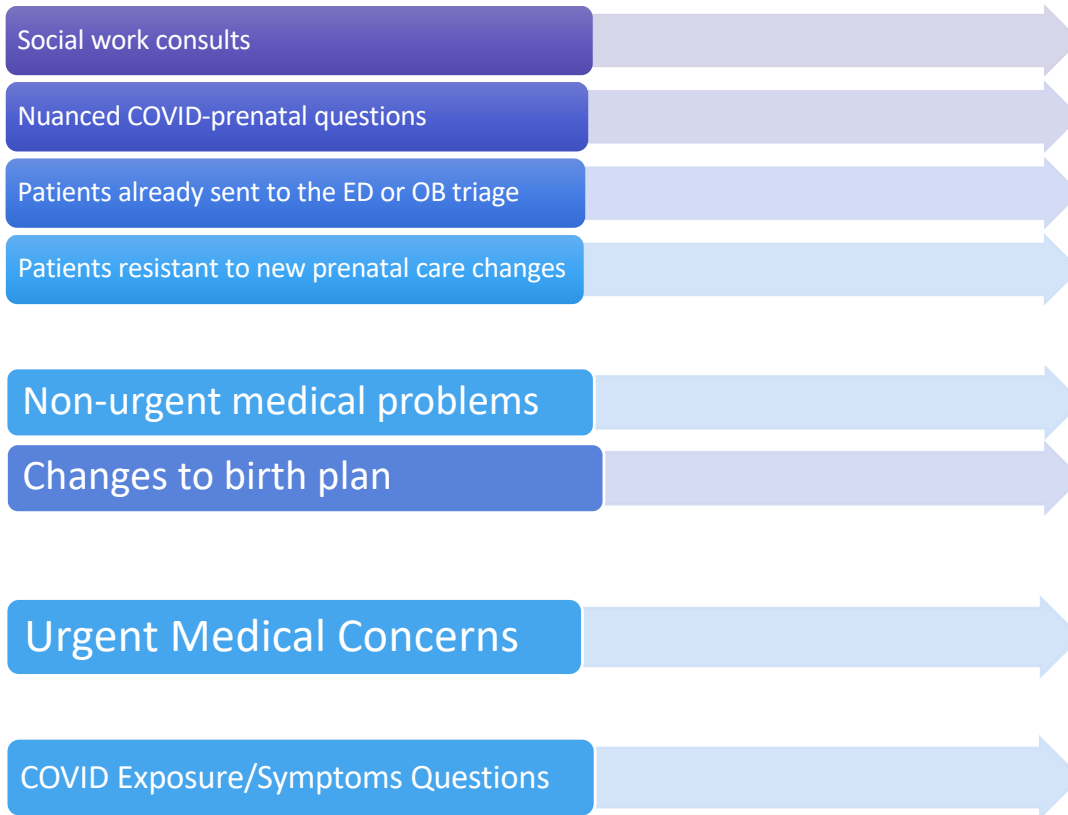 Social work consults
Nuanced COVID-prenatal questions
Patients already sent to the ED or OB triage
Patients resistant to new prenatal care changes
Non-urgent medical problems
Changes to birth plan
Urgent Medical Concerns
COVID Exposure/Symptoms Questions